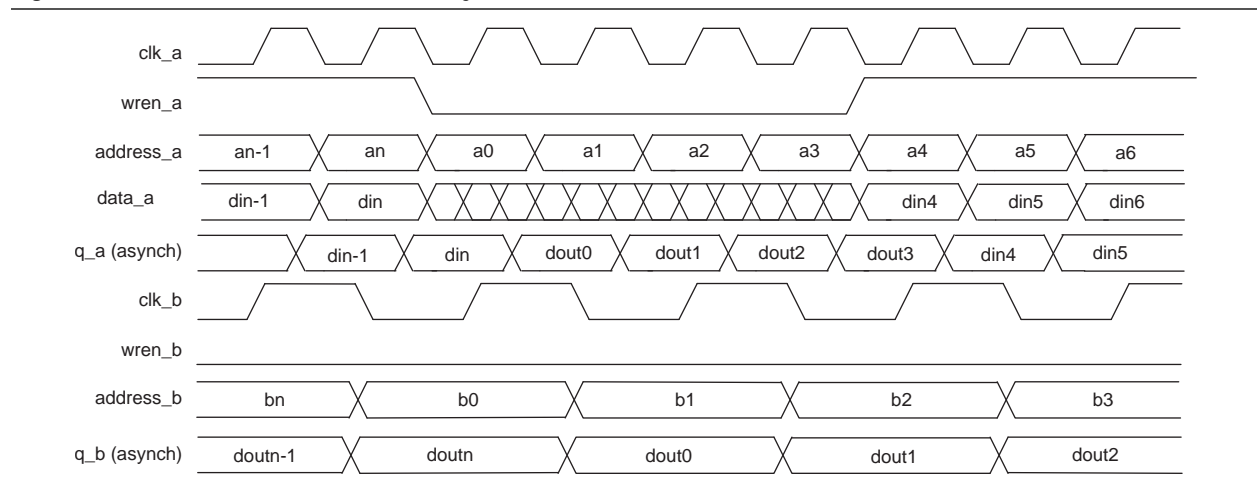 clk_a
wren_a
address_a an-1 an a0 a1 a2 a3 a4 a5 a6
data_a din-1 din din4 din5 din6
q_a (asynch) din-1 din dout0 dout1 dout2 dout3 din4 din5
clk_b
wren_b
address_b bn b0 b1 b2 b3
q_b (asynch) doutn-1 doutn dout0 dout1 dout2